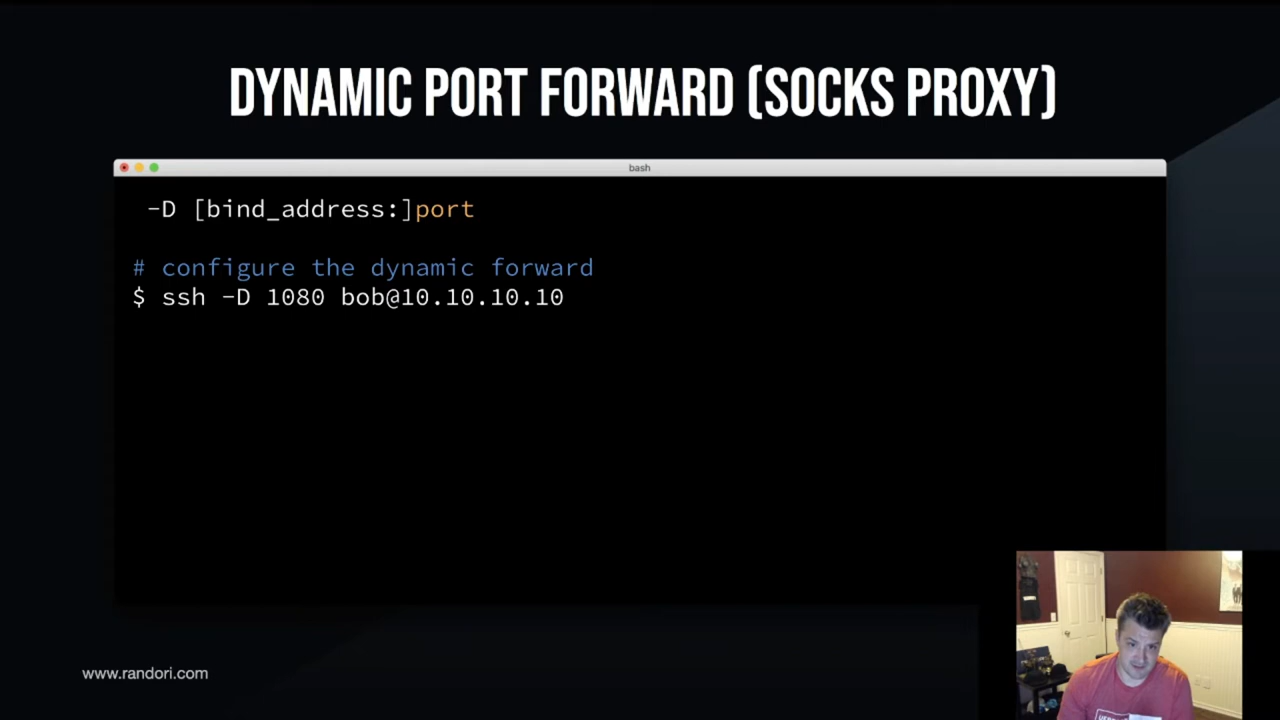 DYNAMIC PORT FORWARD (SOCKS PROXY)
bash
-D [bind_address:]port
# configure the dynamic forward
$ ssh -D 1080 bob@10.10.10.10
www.randori.com